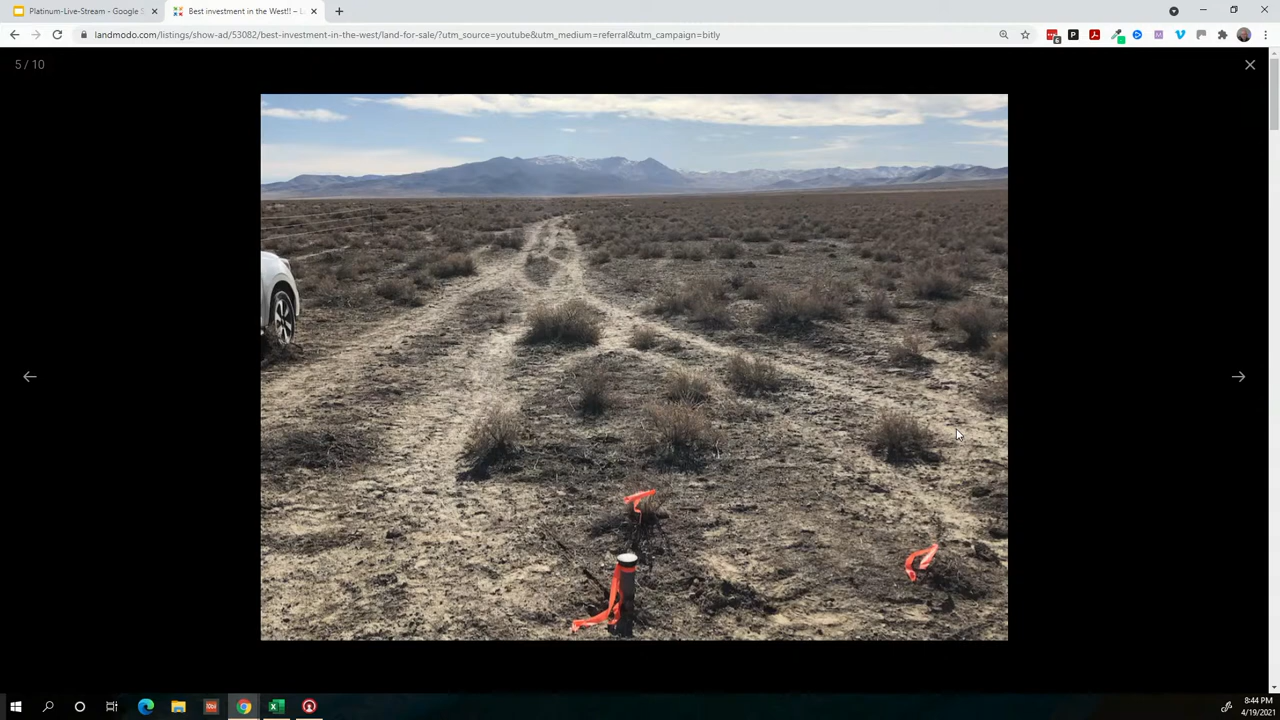 Platinum-Live-Stream - Google S
Best investment in the West!! – L
landmodo.com/listings/show-ad/53082/best-investment-in-the-west/land-for-sale/?utm_source=youtube&utm_medium=referral&utm_campaign=bitly
5 / 10
8:44 PM
4/19/2021